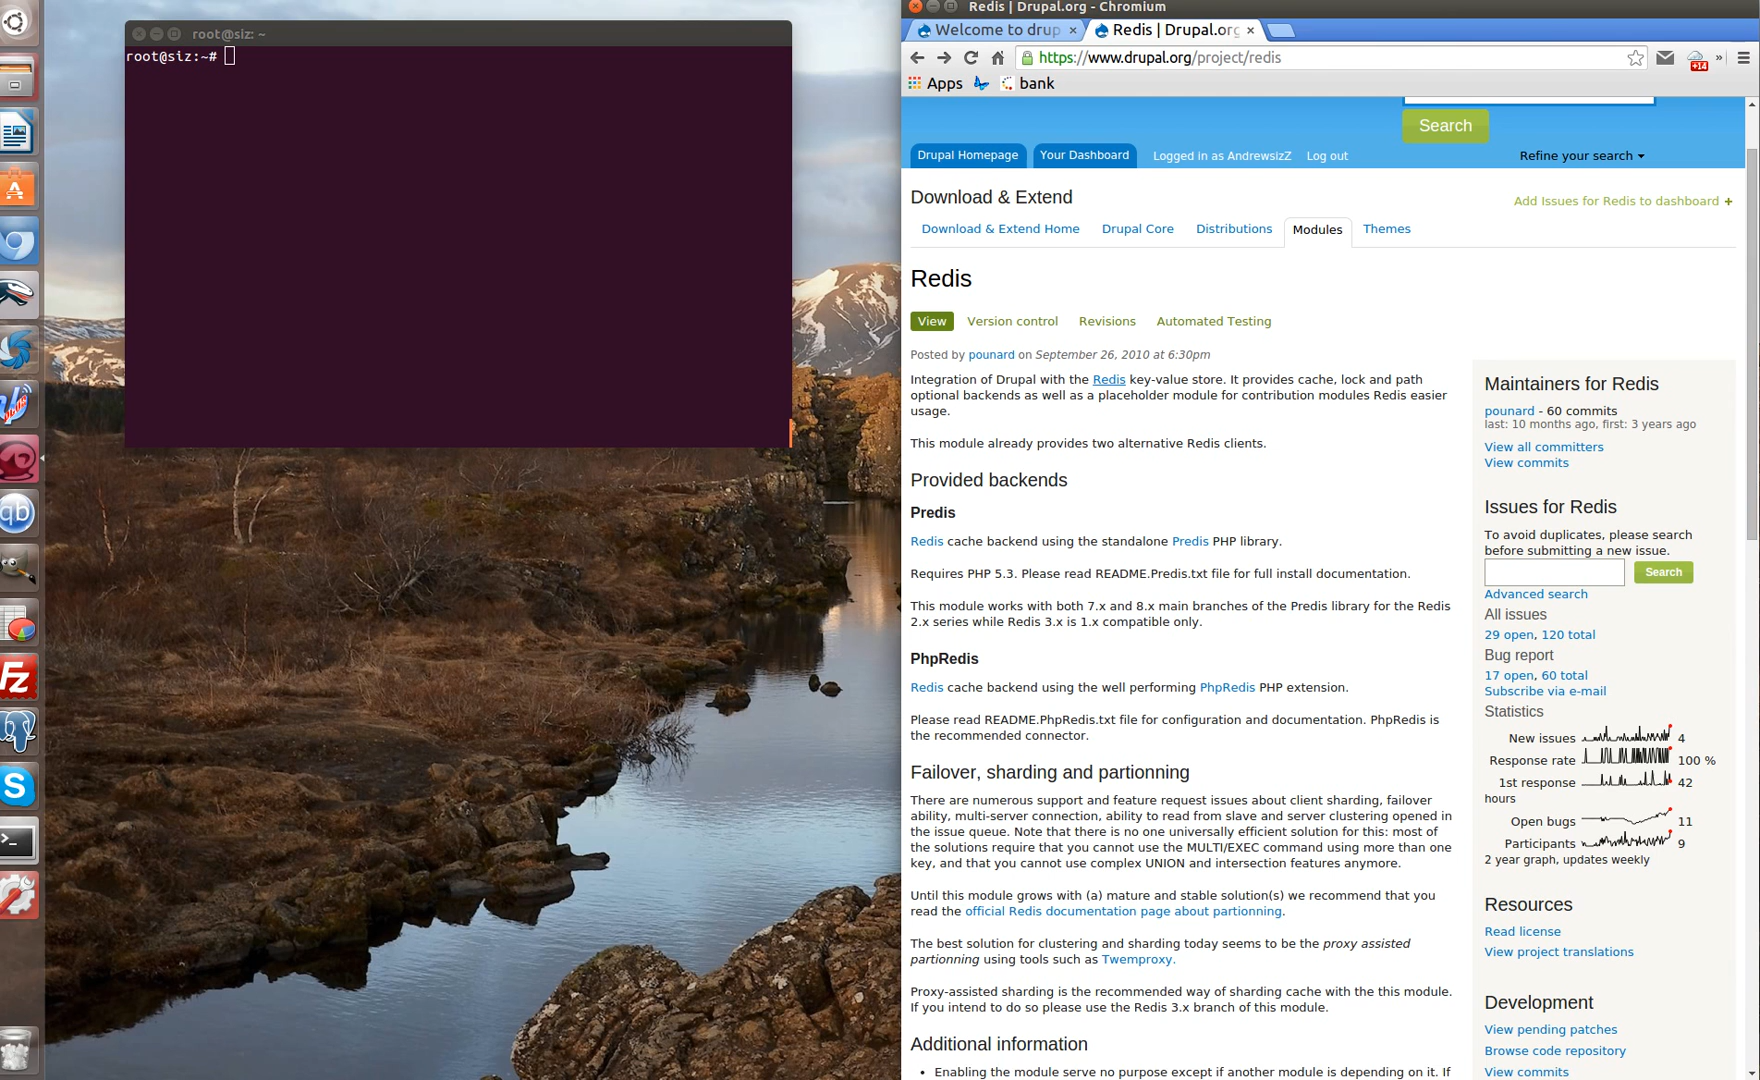 root@siz: ~
root@siz:~#
Redis | Drupal.org - Chromium
Welcome to drup
Redis | Drupal.org
https://www.drupal.org/project/redis
+14
»
Apps
bank
Search
Drupal Homepage
Your Dashboard
Logged in as AndrewsizZ
Log out
Refine your search
Download & Extend
Add Issues for Redis to dashboard +
Download & Extend Home
Drupal Core
Distributions
Modules
Themes
Redis
View
Version control
Revisions
Automated Testing
Posted by pounard on September 26, 2010 at 6:30pm
Integration of Drupal with the Redis key-value store. It provides cache, lock and path
optional backends as well as a placeholder module for contribution modules Redis easier
usage.
This module already provides two alternative Redis clients.
Provided backends
Predis
Redis cache backend using the standalone Predis PHP library.
Requires PHP 5.3. Please read README.Predis.txt file for full install documentation.
This module works with both 7.x and 8.x main branches of the Predis library for the Redis
2.x series while Redis 3.x is 1.x compatible only.
PhpRedis
Redis cache backend using the well performing PhpRedis PHP extension.
Please read README.PhpRedis.txt file for configuration and documentation. PhpRedis is
the recommended connector.
Failover, sharding and partionning
There are numerous support and feature request issues about client sharding, failover
ability, multi-server connection, ability to read from slave and server clustering opened in
the issue queue. Note that there is no one universally efficient solution for this: most of
the solutions require that you cannot use the MULTI/EXEC command using more than one
key, and that you cannot use complex UNION and intersection features anymore.
Until this module grows with (a) mature and stable solution(s) we recommend that you
read the official Redis documentation page about partionning.
The best solution for clustering and sharding today seems to be the proxy assisted
partionning using tools such as Twemproxy.
Proxy-assisted sharding is the recommended way of sharding cache with the this module.
If you intend to do so please use the Redis 3.x branch of this module.
Additional information
• Enabling the module serve no purpose except if another module is depending on it. If
Maintainers for Redis
pounard - 60 commits
last: 10 months ago, first: 3 years ago
View all committers
View commits
Issues for Redis
To avoid duplicates, please search
before submitting a new issue.
Search
Advanced search
All issues
29 open, 120 total
Bug report
17 open, 60 total
Subscribe via e-mail
Statistics
New issues 4
Response rate 100 %
1st response 42
hours
Open bugs 11
Participants 9
2 year graph, updates weekly
Resources
Read license
View project translations
Development
View pending patches
Browse code repository
View commits
A
qb
FZ
S
>_